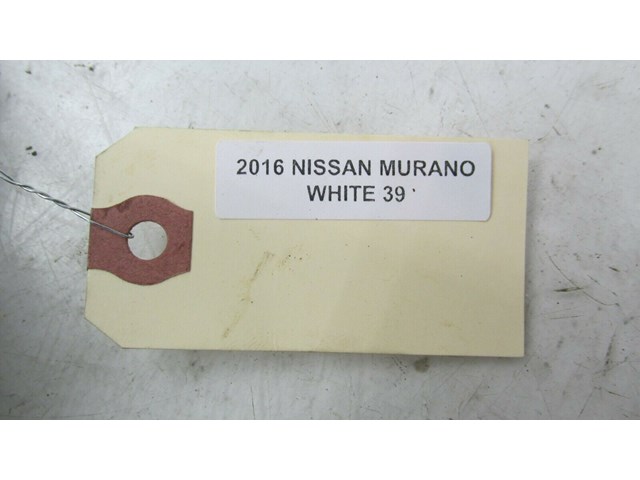 2016 NISSAN MURANO
WHITE 39